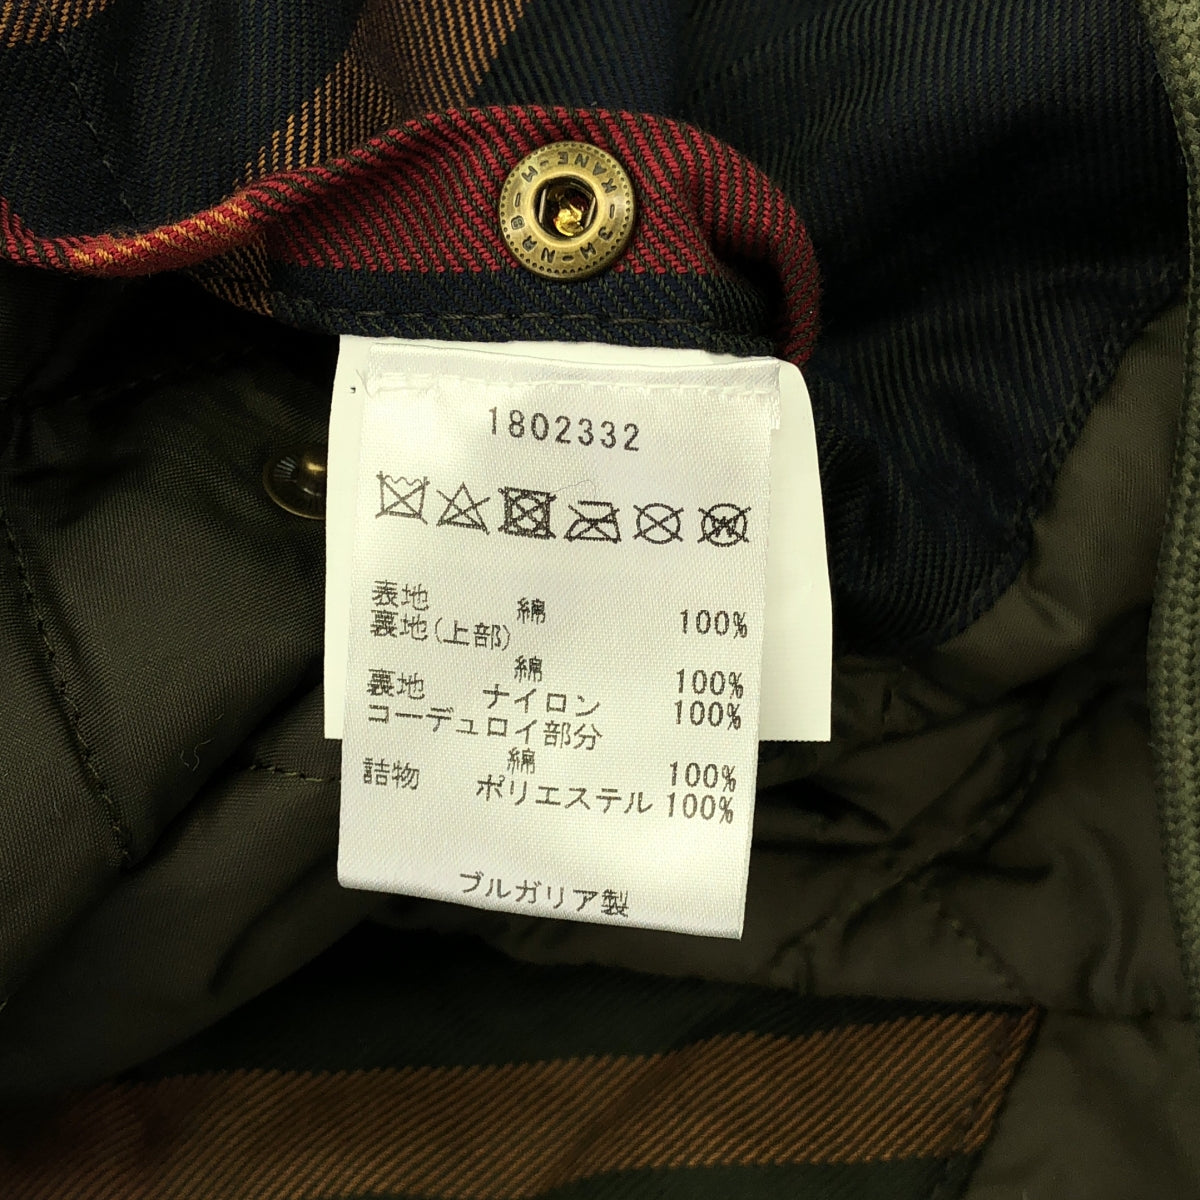 1802332
表地 綿 100%
裏地(上部)
綿 100%
裏地 ナイロン 100%
コーデュロイ部分
綿 100%
詰物 ポリエステル 100%
ブルガリア製